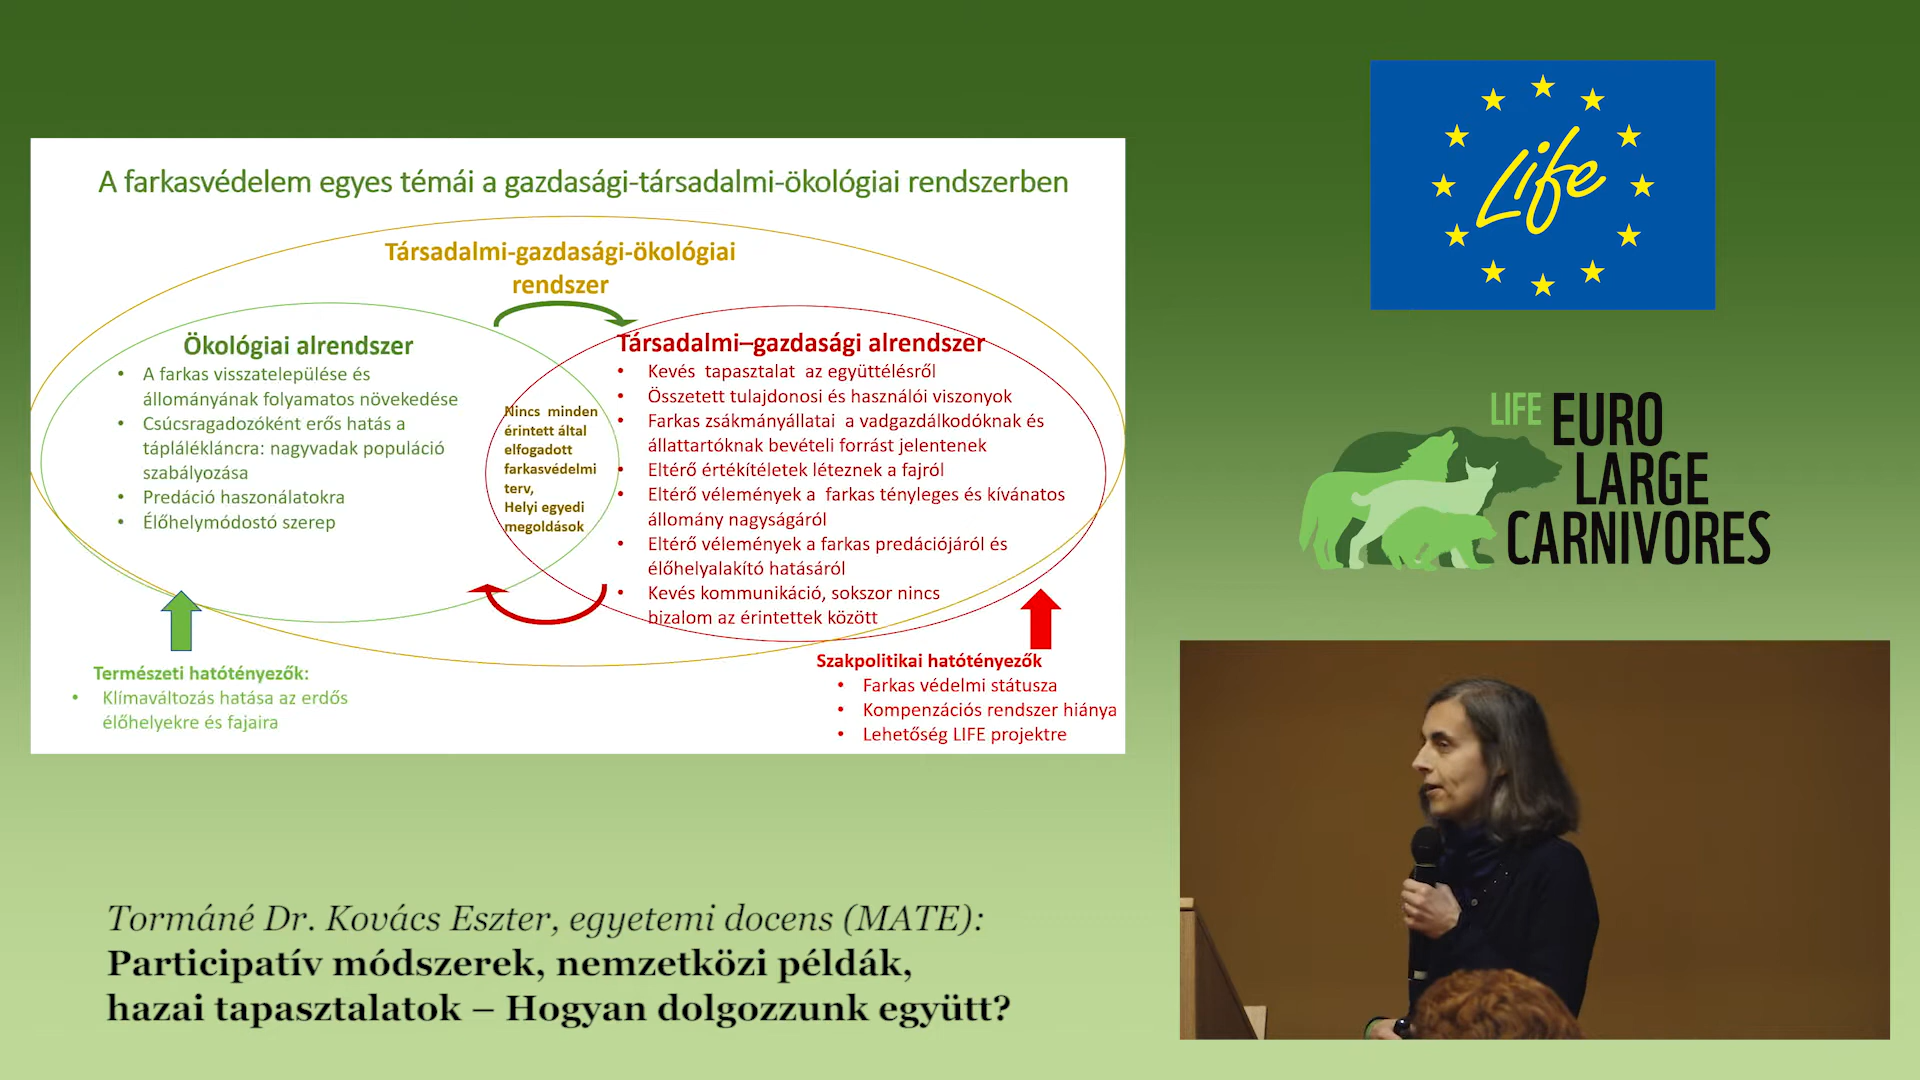 A farkasvédelem egyes témái a gazdasági-társadalmi-ökológiai rendszerben
Társadalmi-gazdasági-ökológiai
rendszer
Ökológiai alrendszer
• A farkas visszatelepülése és
állományának folyamatos növekedése
• Csúcsragadozóként erős hatás a
táplálékláncra: nagyvadak populáció
szabályozása
• Predáció haszonálatokra
• Élőhelymódostó szerep
Nincs minden
érintett által
elfogadott
farkasvédelmi
terv,
Helyi egyedi
megoldások
Társadalmi–gazdasági alrendszer
• Kevés tapasztalat az együttélésről
• Összetett tulajdonosi és használói viszonyok
• Farkas zsákmányállatai a vadgazdálkodóknak és
állattartóknak bevételi forrást jelentenek
• Eltérő értékítéletek léteznek a fajról
• Eltérő vélemények a farkas tényleges és kívánatos
állomány nagyságáról
• Eltérő vélemények a farkas predációjáról és
élőhelyalakító hatásáról
• Kevés kommunikáció, sokszor nincs
bizalom az érintettek között
Természeti hatótényezők:
• Klímaváltozás hatása az erdős
élőhelyekre és fajaira
Szakpolitikai hatótényezők
• Farkas védelmi státusza
• Kompenzációs rendszer hiánya
• Lehetőség LIFE projektre
Life
LIFE EURO
LARGE
CARNIVORES
Tormáné Dr. Kovács Eszter, egyetemi docens (MATE):
Participatív módszerek, nemzetközi példák,
hazai tapasztalatok – Hogyan dolgozzunk együtt?